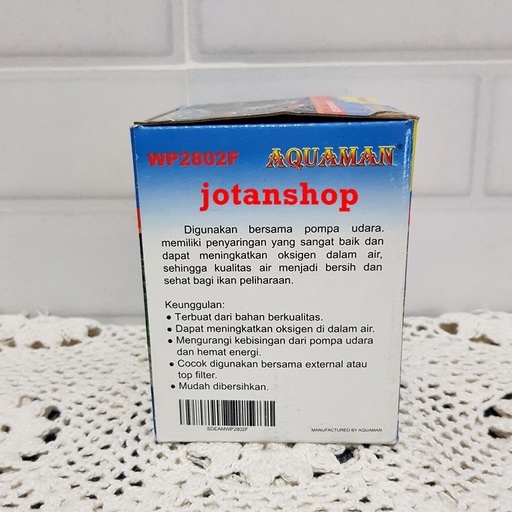 WP2802F AQUAMAN®
jotanshop
Digunakan bersama pompa udara.
memiliki penyaringan yang sangat baik dan
dapat meningkatkan oksigen dalam air,
sehingga kualitas air menjadi bersih dan
sehat bagi ikan peliharaan.
Keunggulan:
• Terbuat dari bahan berkualitas.
• Dapat meningkatkan oksigen di dalam air.
• Mengurangi kebisingan dari pompa udara
dan hemat energi.
• Cocok digunakan bersama external atau
top filter.
• Mudah dibersihkan.
SDEAMWP2802F
MANUFACTURED BY AQUAMAN